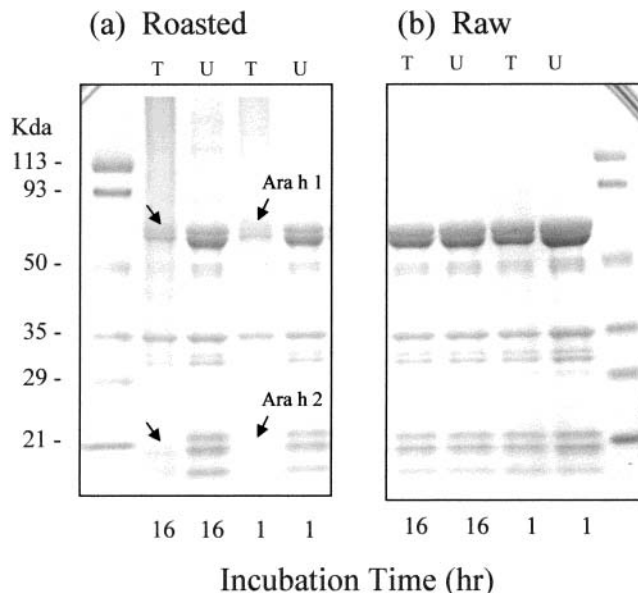 (a) Roasted (b) Raw
T U T U T U T U
Kda
113 -
93 -
Ara h 1
50 -
35 -
29 -
Ara h 2
21 -
16 16 1 1 16 16 1 1
Incubation Time (hr)